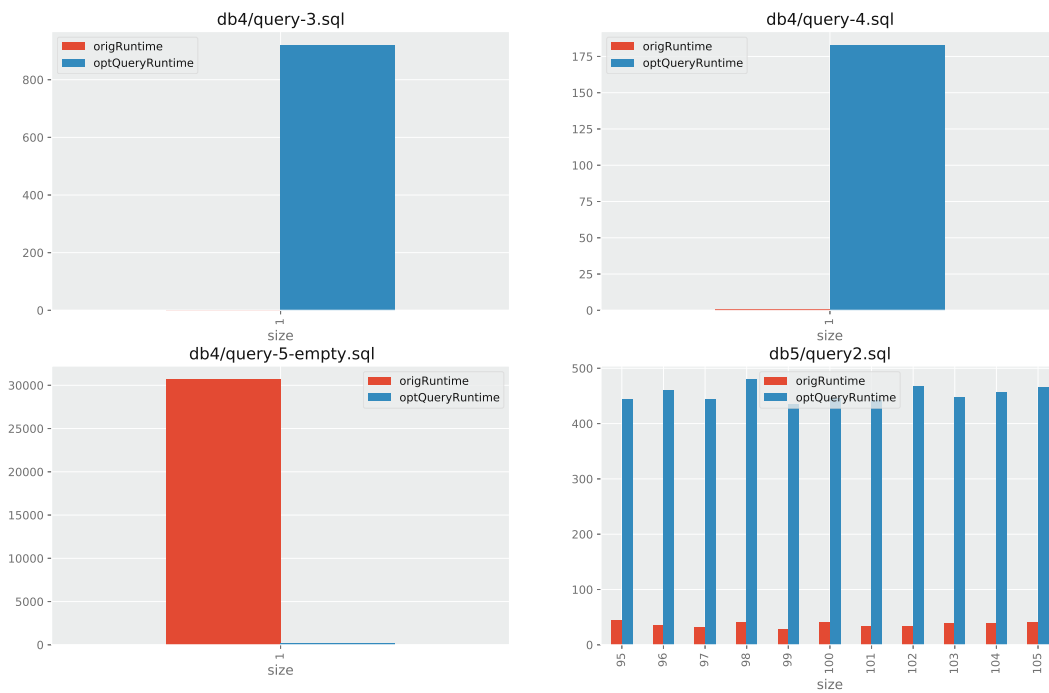 db4/query-3.sql
origRuntime
optQueryRuntime
800
600
400
200
0
1
size
db4/query-4.sql
origRuntime
optQueryRuntime
175
150
125
100
75
50
25
0
1
size
db4/query-5-empty.sql
origRuntime
optQueryRuntime
30000
25000
20000
15000
10000
5000
0
1
size
db5/query2.sql
origRuntime
optQueryRuntime
500
400
300
200
100
0
95 96 97 98 99 100 101 102 103 104 105
size